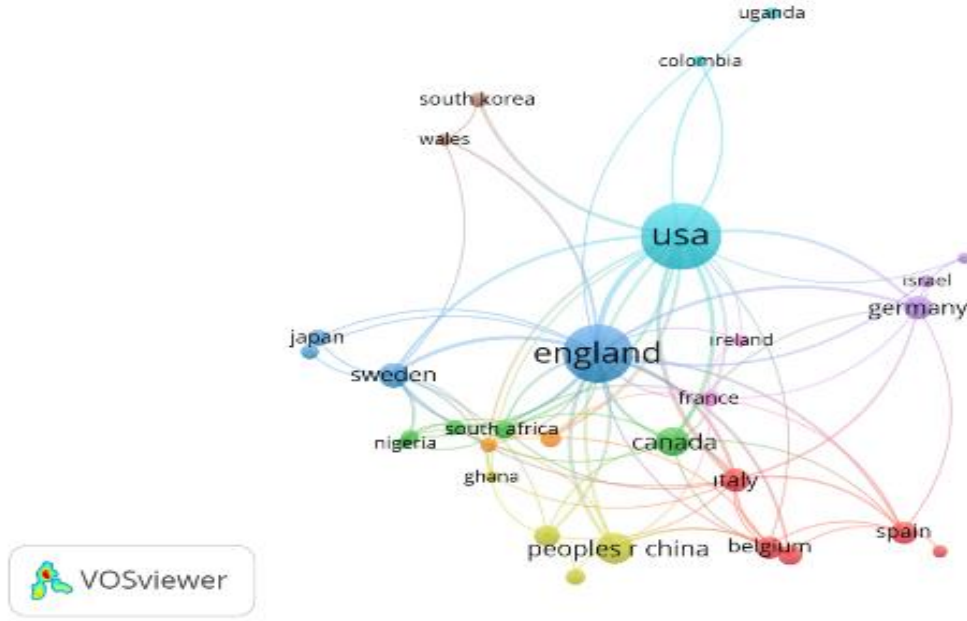 uganda
colombia
south korea
wales
usa
israel
germany
japan
england
ireland
sweden
france
south africa
nigeria
canada
ghana
italy
peoples r china
belgium
spain
VOSviewer